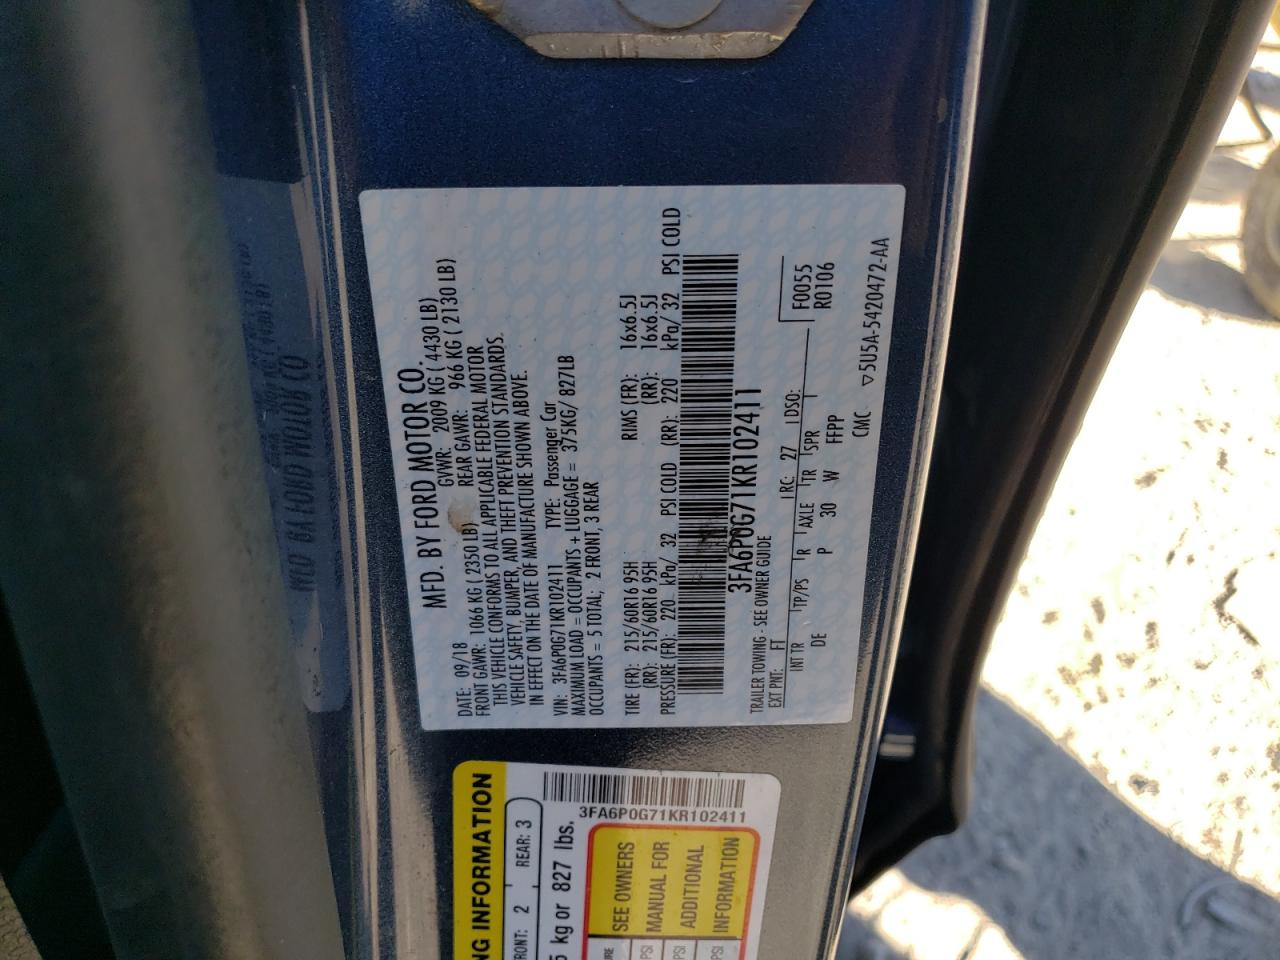 MFD. BY FORD MOTOR CO.
DATE: 09/18 GVWR: 2009 KG ( 4430 LB)
FRONT GAWR: 1066 KG ( 2350 LB) REAR GAWR: 966 KG ( 2130 LB)
THIS VEHICLE CONFORMS TO ALL APPLICABLE FEDERAL MOTOR
VEHICLE SAFETY, BUMPER, AND THEFT PREVENTION STANDARDS.
IN EFFECT ON THE DATE OF MANUFACTURE SHOWN ABOVE.
VIN: 3FA6P0G71KR102411 TYPE: Passenger Car
MAXIMUM LOAD = OCCUPANTS + LUGGAGE = 375KG/ 827LB
OCCUPANTS = 5 TOTAL; 2 FRONT, 3 REAR
TIRE (FR): 215/60R16 95H RIMS (FR): 16x6.5J
(RR): 215/60R16 95H (RR): 16x6.5J
PRESSURE (FR): 220 kPa/ 32 PSI COLD (RR): 220 kPa/ 32 PSI COLD
3FA6P0G71KR102411
TRAILER TOWING - SEE OWNER GUIDE
EXT PNT: FT RC: 27 DSO: F0055
R0106
INT TR TP/PS R AXLE TR SPR
DE P 30 W FFPP
CMC ▽5U5A-5420472-AA
NG INFORMATION
FRONT: 2 REAR: 3
kg or 827 lbs.
3FA6P0G71KR102411
SEE OWNERS
MANUAL FOR
ADDITIONAL
INFORMATION
PSI
PSI
PSI